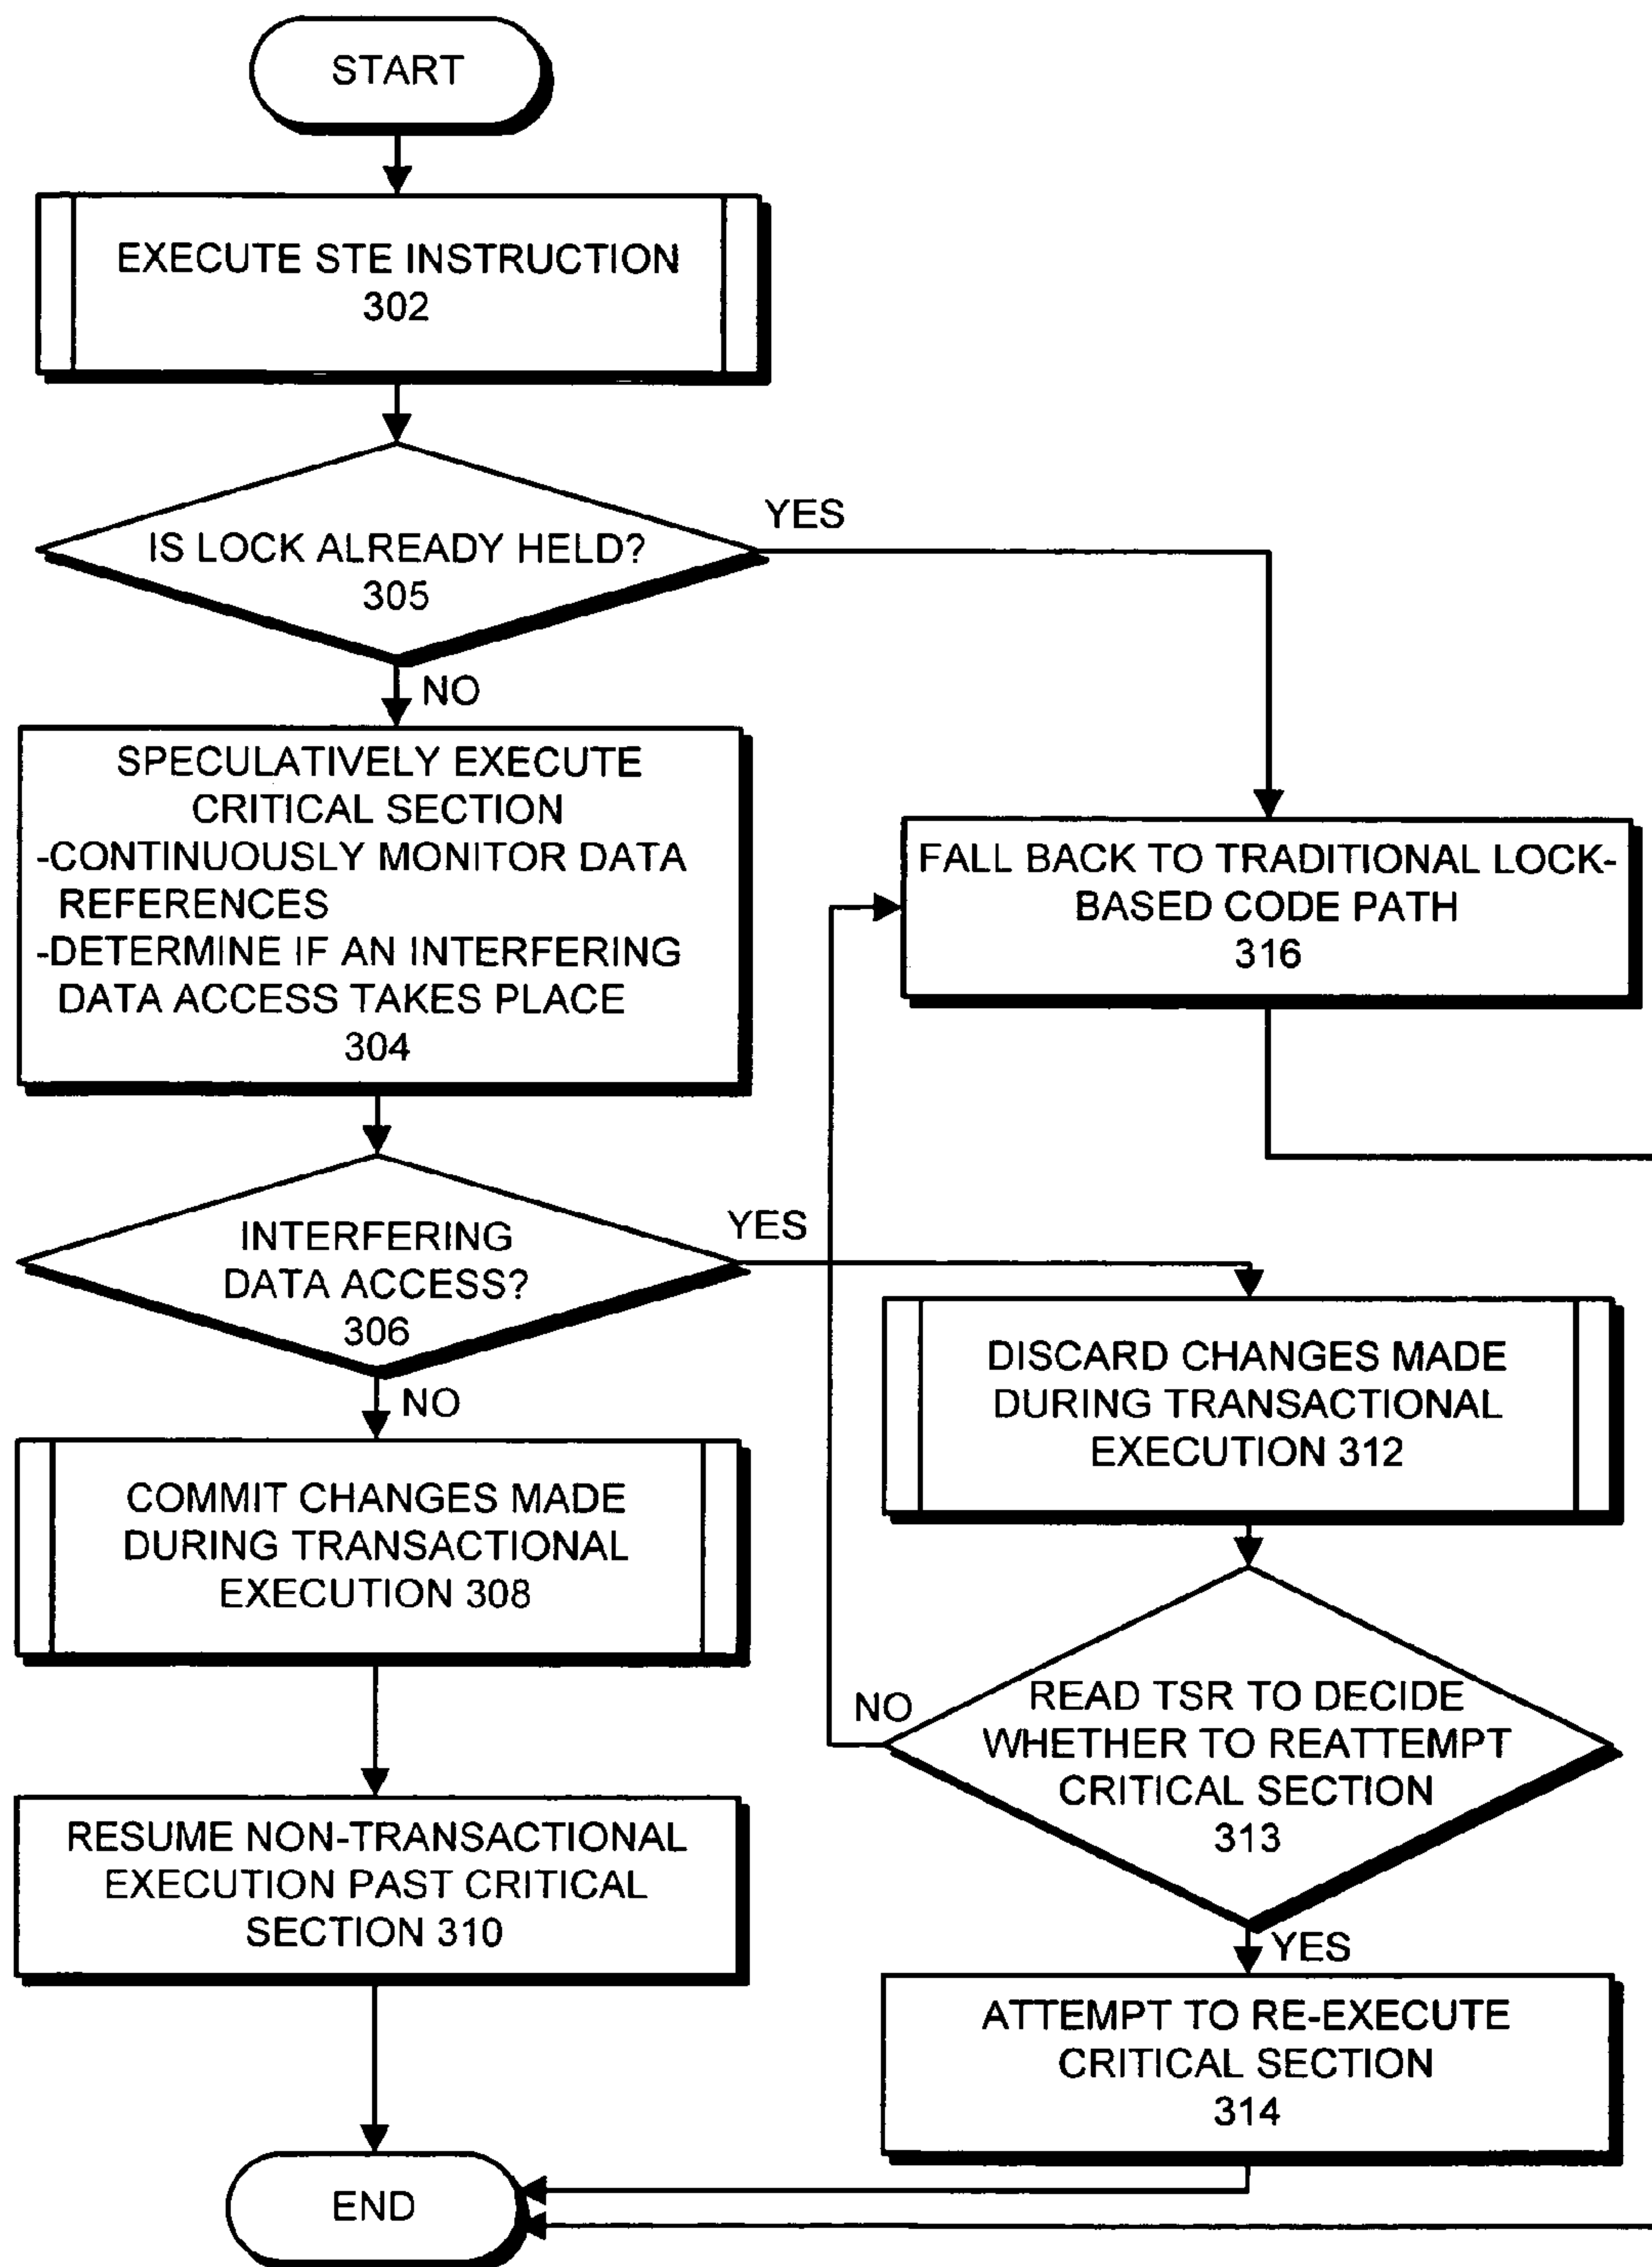 START
EXECUTE STE INSTRUCTION
302
IS LOCK ALREADY HELD?
305
YES
NO
SPECULATIVELY EXECUTE
CRITICAL SECTION
-CONTINUOUSLY MONITOR DATA
REFERENCES
-DETERMINE IF AN INTERFERING
DATA ACCESS TAKES PLACE
304
FALL BACK TO TRADITIONAL LOCK-
BASED CODE PATH
316
INTERFERING
DATA ACCESS?
306
YES
NO
DISCARD CHANGES MADE
DURING TRANSACTIONAL
EXECUTION 312
COMMIT CHANGES MADE
DURING TRANSACTIONAL
EXECUTION 308
READ TSR TO DECIDE
WHETHER TO REATTEMPT
CRITICAL SECTION
313
NO
YES
RESUME NON-TRANSACTIONAL
EXECUTION PAST CRITICAL
SECTION 310
ATTEMPT TO RE-EXECUTE
CRITICAL SECTION
314
END